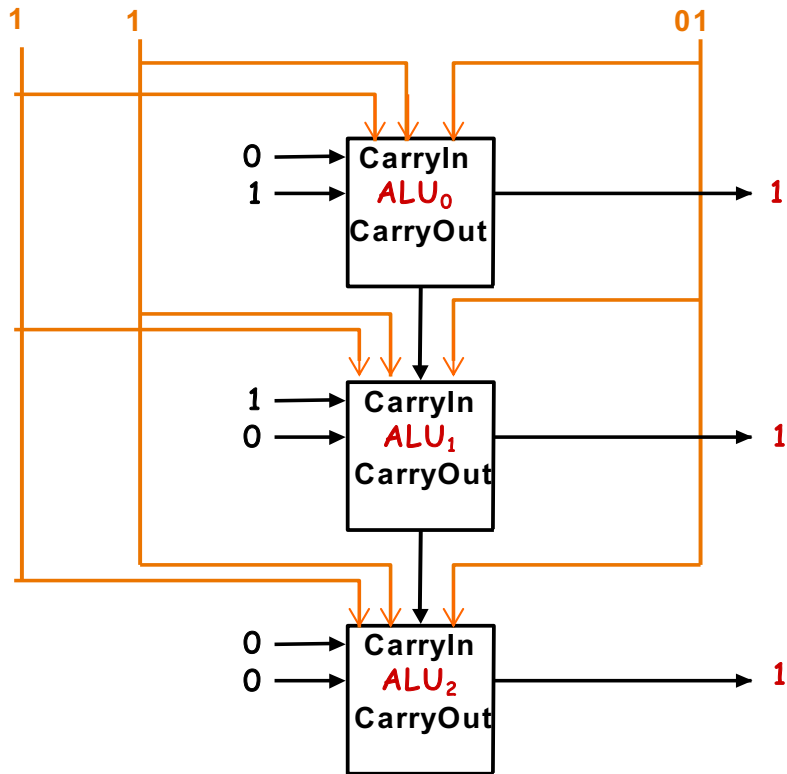 1 1 01
0 CarryIn
1 ALU₀ 1
CarryOut
1 CarryIn
0 ALU₁ 1
CarryOut
0 CarryIn
0 ALU₂ 1
CarryOut